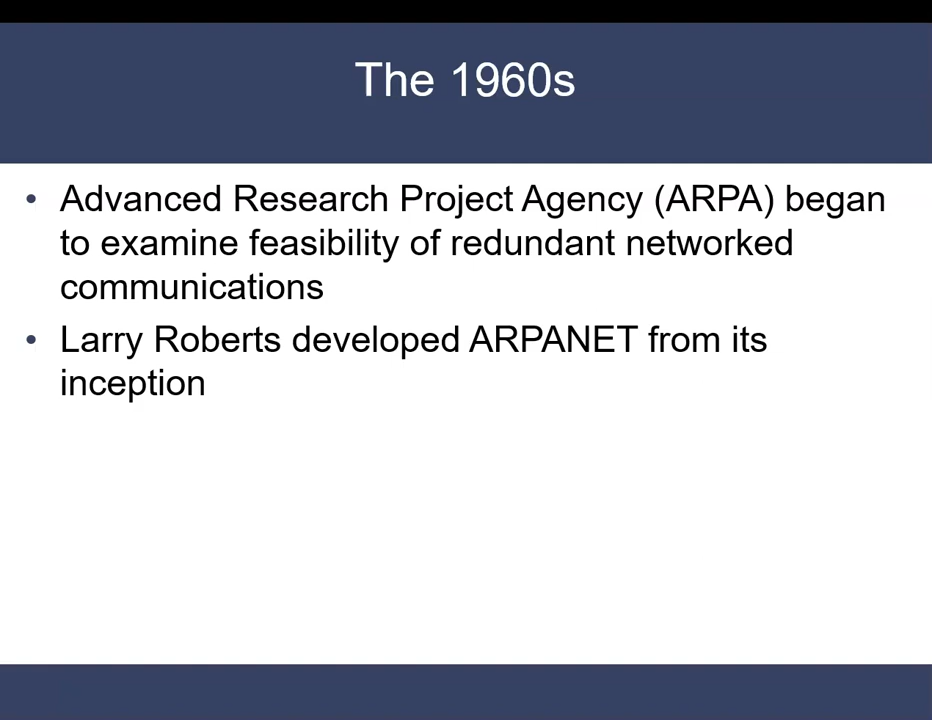 The 1960s
• Advanced Research Project Agency (ARPA) began
to examine feasibility of redundant networked
communications
• Larry Roberts developed ARPANET from its
inception